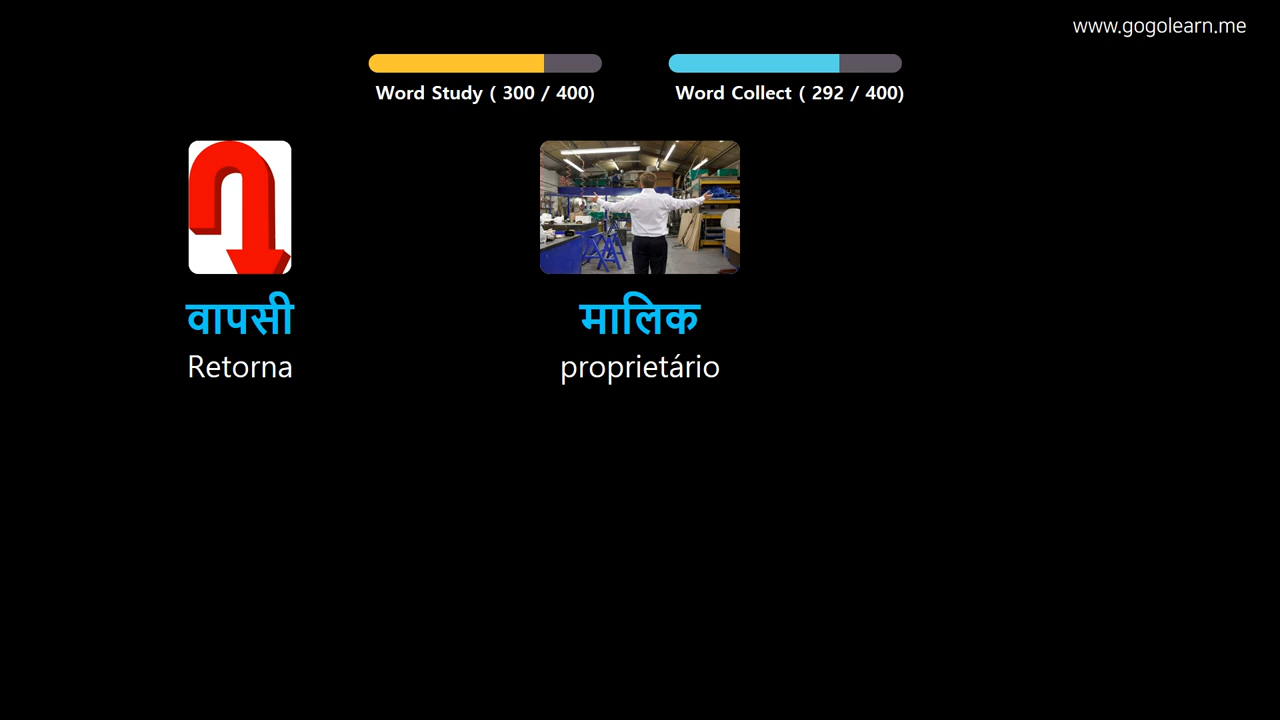 www.gogolearn.me
Word Study ( 300 / 400)
Word Collect ( 292 / 400)
वापसी
Retorna
मालिक
proprietário